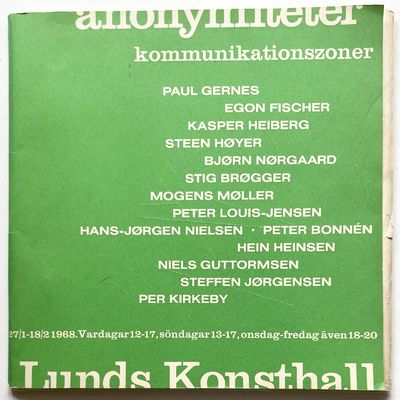 anonymiteter
kommunikationszoner
PAUL GERNES
EGON FISCHER
KASPER HEIBERG
STEEN HØYER
BJØRN NØRGAARD
STIG BRØGGER
MOGENS MØLLER
PETER LOUIS-JENSEN
HANS-JØRGEN NIELSEN · PETER BONNÉN
HEIN HEINSEN
NIELS GUTTORMSEN
STEFFEN JØRGENSEN
PER KIRKEBY
27/1-18/2 1968. Vardagar 12-17, söndagar 13-17, onsdag-fredag även 18-20
Lunds Konsthall